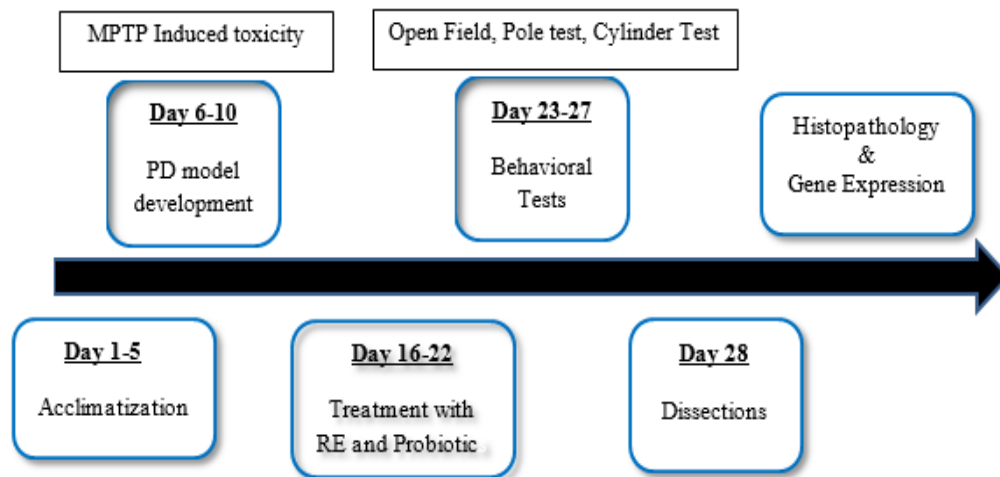 MPTP Induced toxicity
Open Field, Pole test, Cylinder Test
Day 6-10
PD model
development
Day 23-27
Behavioral
Tests
Histopathology
&
Gene Expression
Day 1-5
Acclimatization
Day 16-22
Treatment with
RE and Probiotic
Day 28
Dissections